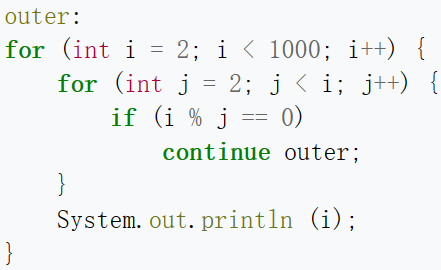 outer:
for (int i = 2; i < 1000; i++) {
    for (int j = 2; j < i; j++) {
        if (i % j == 0)
            continue outer;
    }
    System.out.println (i);
}